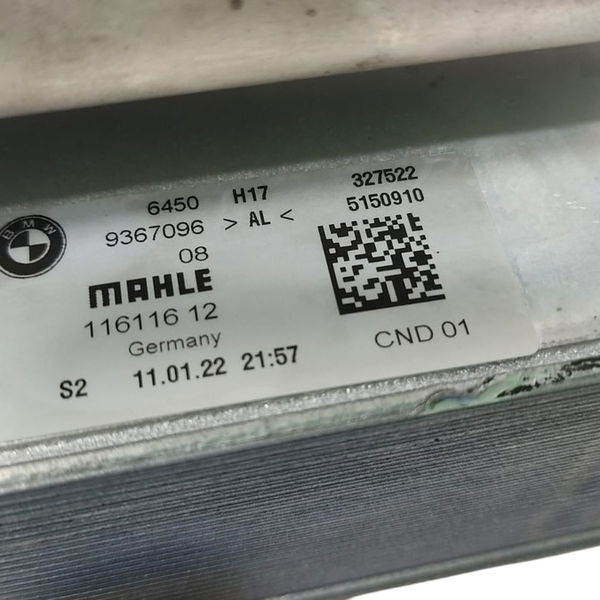 BMW
6450 H17 327522
9367096 > AL < 5150910
08
MAHLE
116116 12
Germany
CND 01
S2 11.01.22 21:57